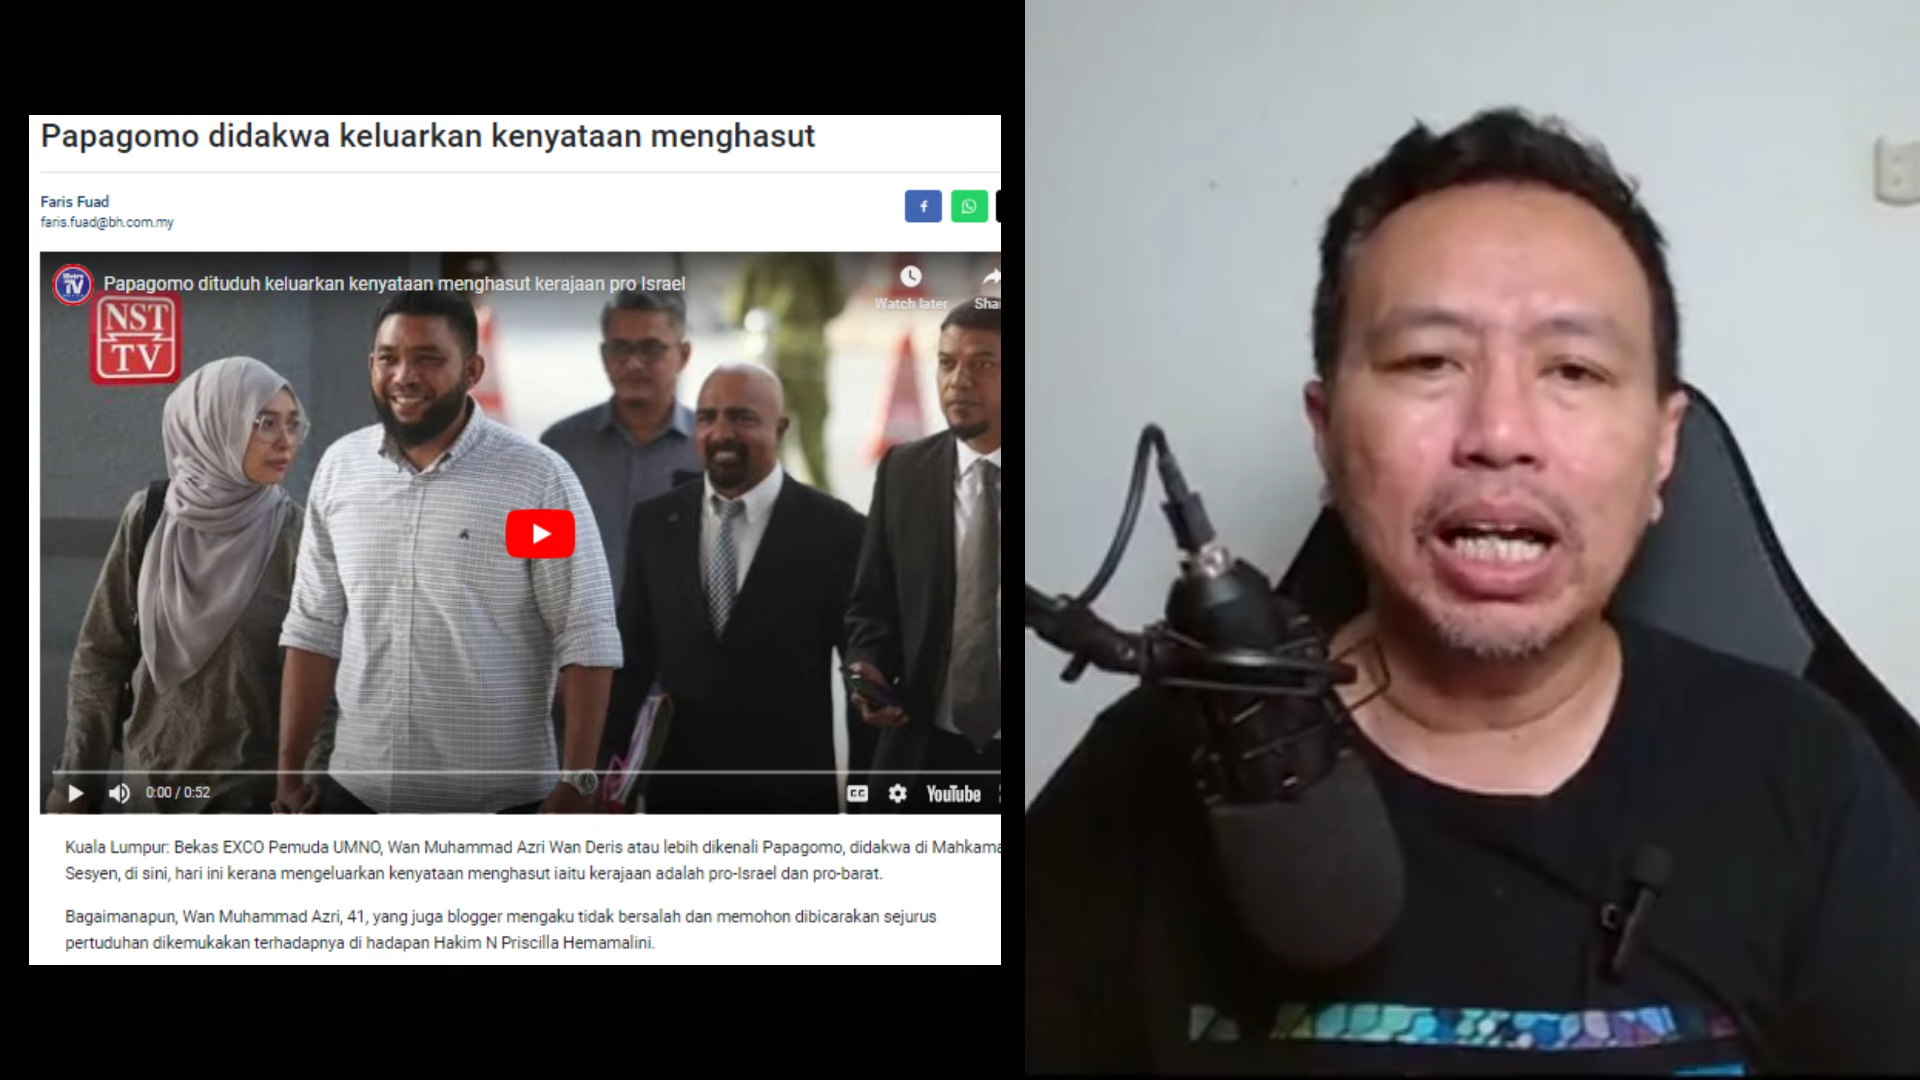 Papagomo didakwa keluarkan kenyataan menghasut
Faris Fuad
faris.fuad@bh.com.my
Papagomo dituduh keluarkan kenyataan menghasut kerajaan pro Israel
Watch later
Sha
TV
NST
TV
0:00 / 0:52
CC
YouTube
Kuala Lumpur: Bekas EXCO Pemuda UMNO, Wan Muhammad Azri Wan Deris atau lebih dikenali Papagomo, didakwa di Mahkama
Sesyen, di sini, hari ini kerana mengeluarkan kenyataan menghasut iaitu kerajaan adalah pro-Israel dan pro-barat.
Bagaimanapun, Wan Muhammad Azri, 41, yang juga blogger mengaku tidak bersalah dan memohon dibicarakan sejurus
pertuduhan dikemukakan terhadapnya di hadapan Hakim N Priscilla Hemamalini.